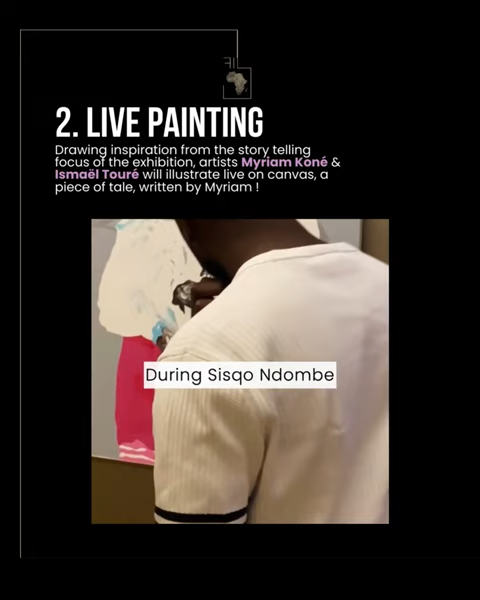 2. LIVE PAINTING
Drawing inspiration from the story telling
focus of the exhibition, artists Myriam Koné &
Ismaël Touré will illustrate live on canvas, a
piece of tale, written by Myriam !
During Sisqo Ndombe